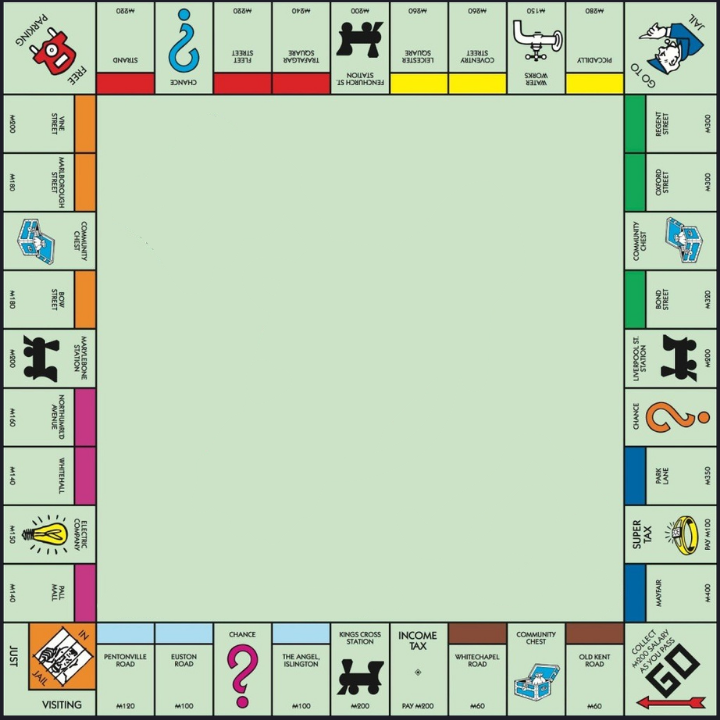 FREE
PARKING
₩220
STRAND
CHANCE
₩220
FLEET
STREET
₩240
TRAFALGAR
SQUARE
₩200
FENCHURCH ST.
STATION
₩260
LEICESTER
SQUARE
₩260
COVENTRY
STREET
₩150
WATER
WORKS
₩280
PICCADILLY
GO TO
JAIL
REGENT
STREET
₩300
OXFORD
STREET
₩300
COMMUNITY
CHEST
BOND
STREET
₩320
LIVERPOOL ST.
STATION
₩200
CHANCE
PARK
LANE
₩350
SUPER
TAX
PAY ₩100
MAYFAIR
₩400
COLLECT
₩200 SALARY
AS YOU PASS
GO
OLD KENT
ROAD
₩60
COMMUNITY
CHEST
WHITECHAPEL
ROAD
₩60
INCOME
TAX
PAY ₩200
KINGS CROSS
STATION
₩200
THE ANGEL,
ISLINGTON
₩100
CHANCE
EUSTON
ROAD
₩100
PENTONVILLE
ROAD
₩120
IN
JAIL
JUST
VISITING
PALL
MALL
₩140
ELECTRIC
COMPANY
₩150
WHITEHALL
₩140
NORTHUMB'D
AVENUE
₩160
MARYLEBONE
STATION
₩200
BOW
STREET
₩180
COMMUNITY
CHEST
MARLBOROUGH
STREET
₩180
VINE
STREET
₩200